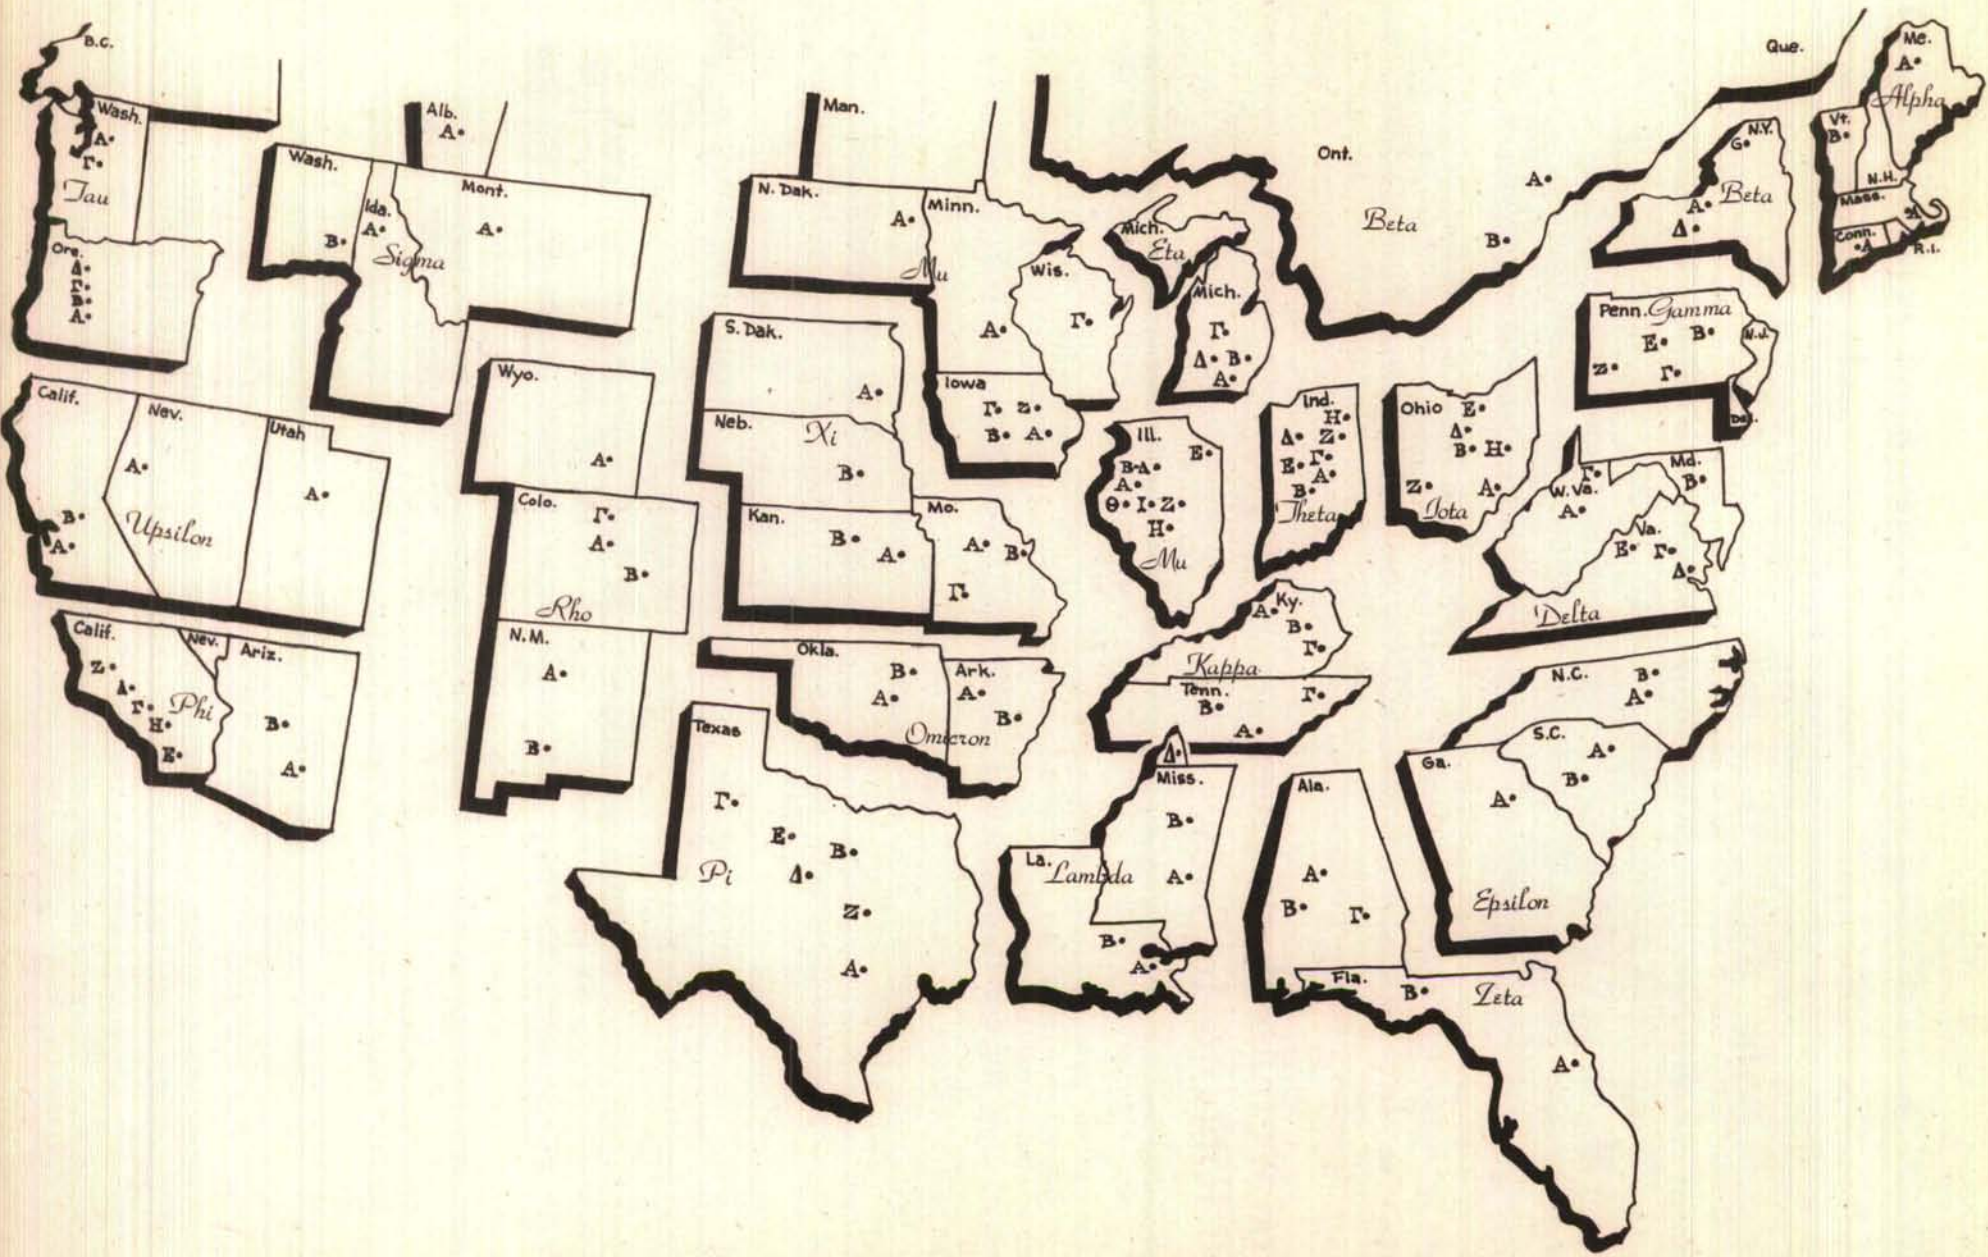 B.C.
Wash.
A•
Γ•
Tau
Ore.
Δ•
Γ•
B•
A•
Alb.
A•
Wash.
B•
Ida.
A•
Mont.
A•
Sigma
Man.
N. Dak.
A•
Minn.
Mu
A•
Wis.
Γ•
Iowa
Γ• Z•
B• A•
Ont.
Que.
A•
Beta
B•
Mich.
Eta
Mich.
Γ•
Δ• B•
A•
N.Y.
G•
Beta
A•
Δ•
Me.
A•
Alpha
Vt.
B•
N.H.
Mass.
Conn.
•A
R.I.
Penn. Gamma
E• B•
Z• Γ•
N.J.
Del.
Calif.
B•
A•
Nev.
A•
Upsilon
Utah
A•
Wyo.
A•
Colo.
Γ•
A•
B•
Rho
N.M.
A•
B•
S. Dak.
A•
Neb.
Xi
B•
Kan.
B• A•
Mo.
A• B•
Γ•
Ill.
E•
B•Δ•
A•
Θ• I• Z•
H•
Mu
Ind.
H•
Δ• Z•
E• Γ•
A•
B•
Theta
Ohio E•
Δ•
B• H•
Z• A•
Iota
W. Va.
Γ•
A•
Md.
B•
Va.
E• Γ•
Δ•
Delta
Calif.
Z•
Δ•
Γ•
H•
E•
Phi
Nev.
Ariz.
B•
A•
Okla.
B•
A•
Omicron
Ark.
A•
B•
Ky.
A•
B•
Γ•
Kappa
Tenn.
Γ•
B•
A•
N.C.
B•
A•
S.C.
A•
B•
Ga.
A•
Epsilon
Texas
Γ•
E• B•
Δ•
Pi
Z•
A•
Δ•
Miss.
B•
A•
La.
Lambda
B•
A•
Ala.
A•
B• Γ•
Fla.
B•
Zeta
A•